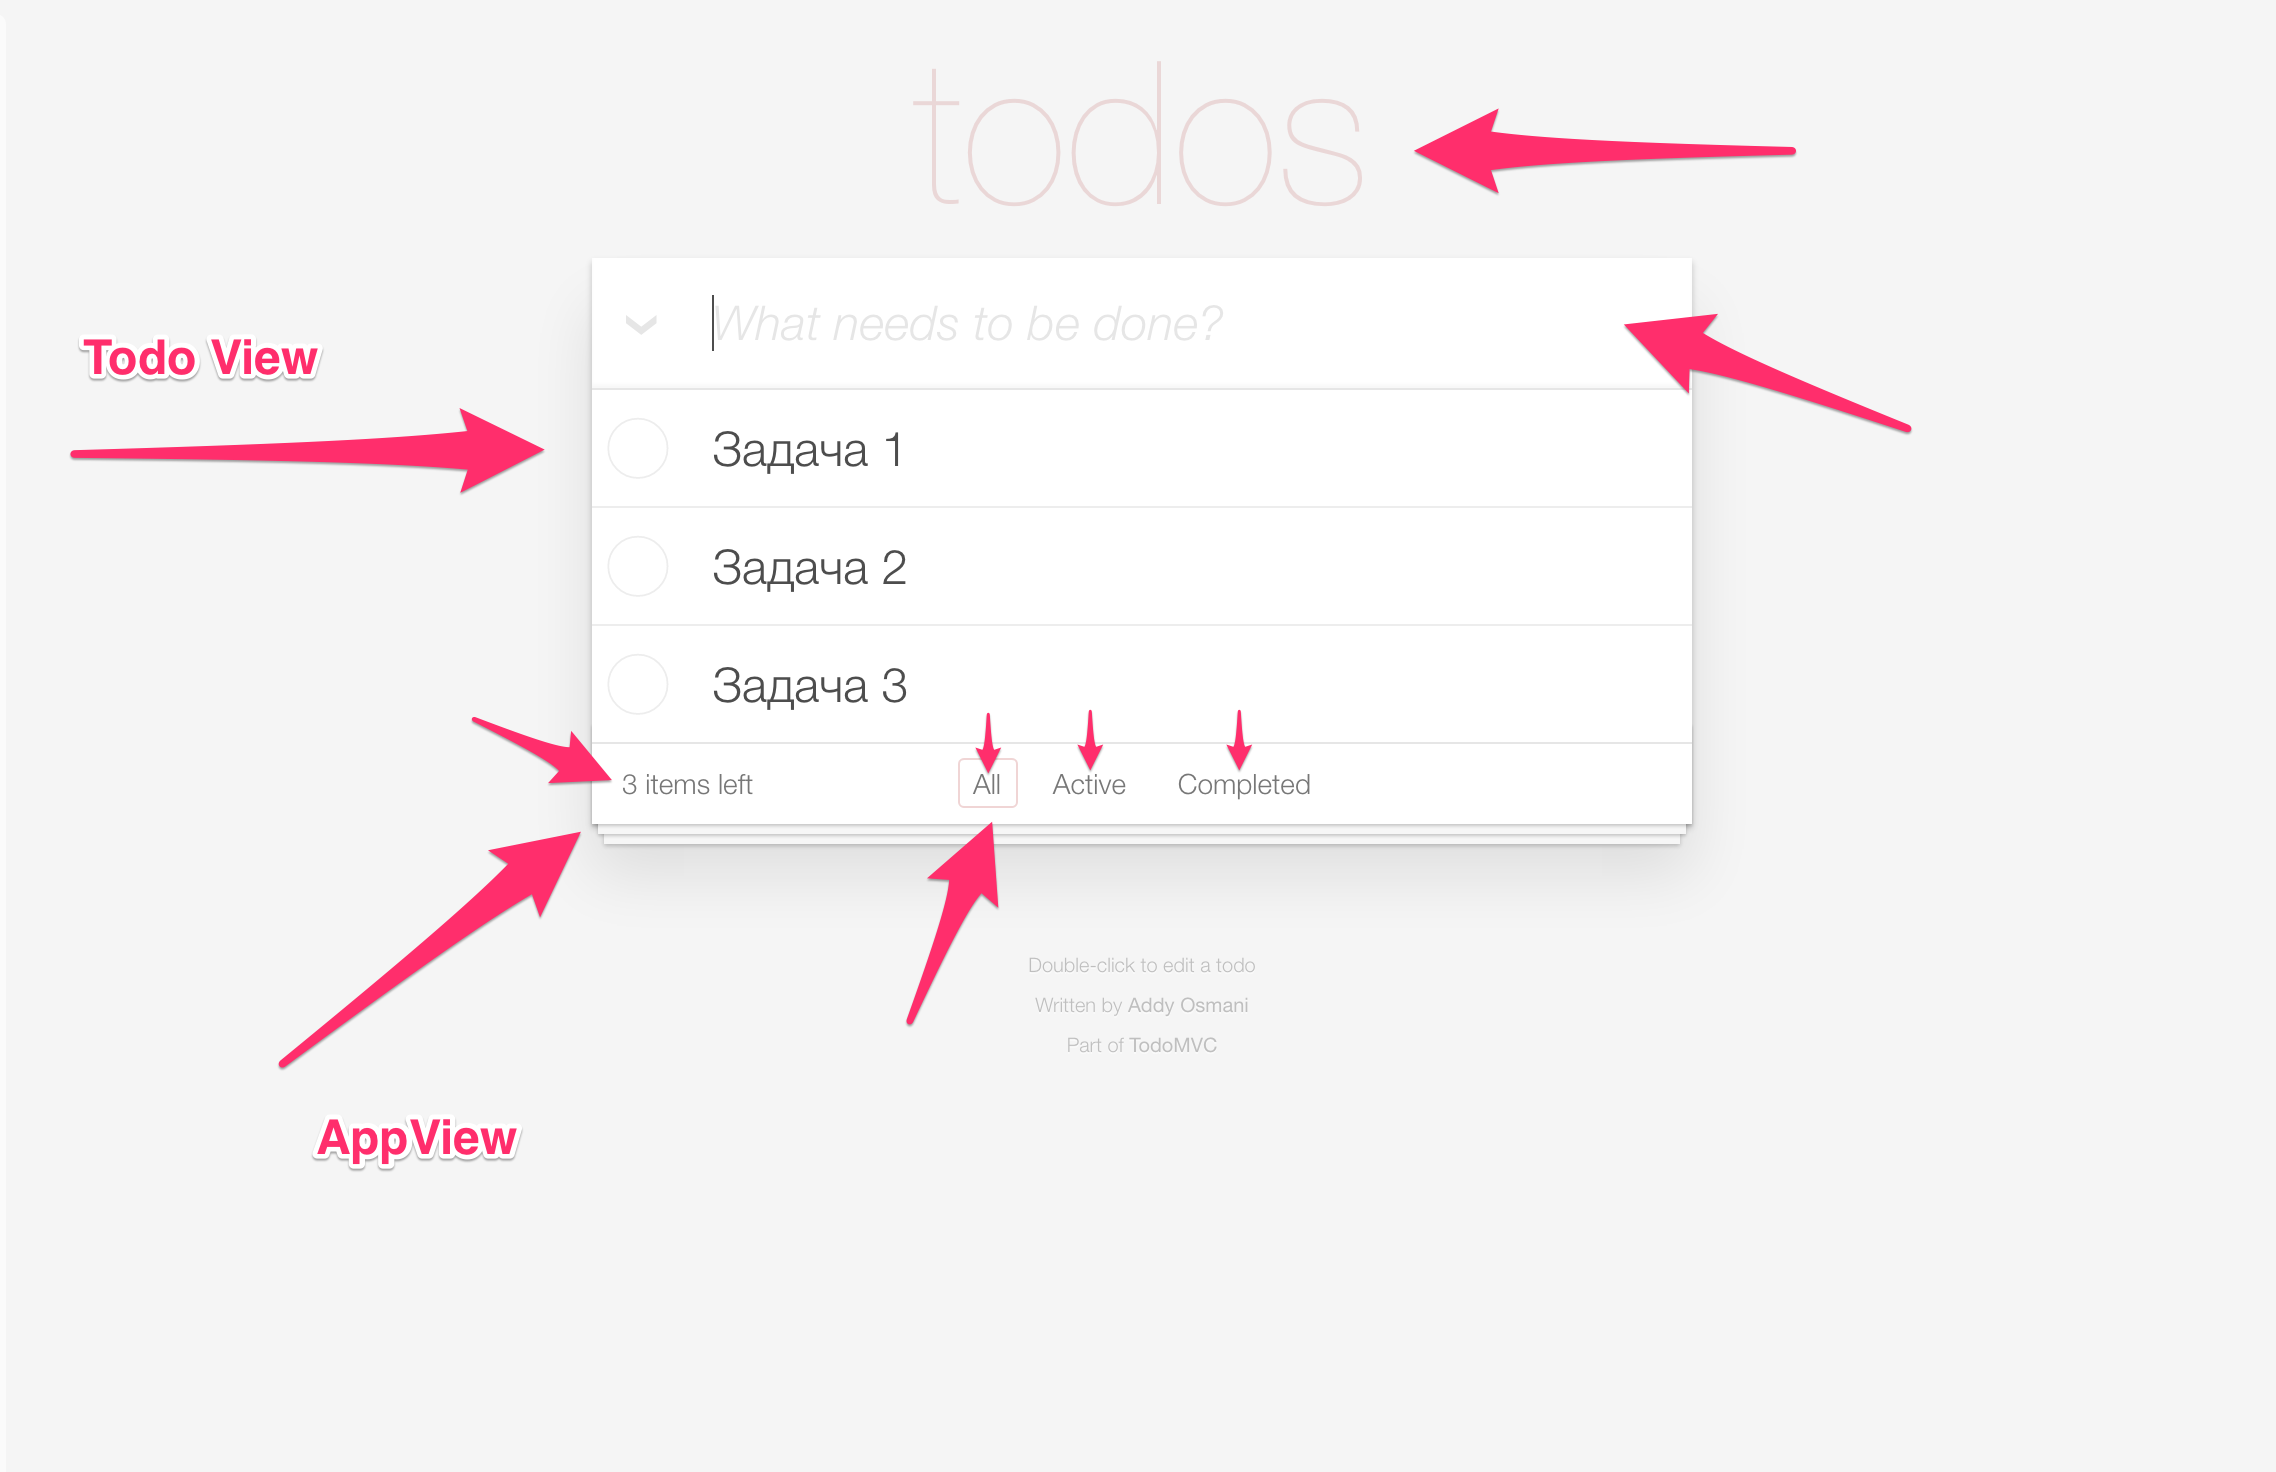 todos
What needs to be done?
Todo View
Задача 1
Задача 2
Задача 3
3 items left All Active Completed
Double-click to edit a todo
Written by Addy Osmani
Part of TodoMVC
AppView